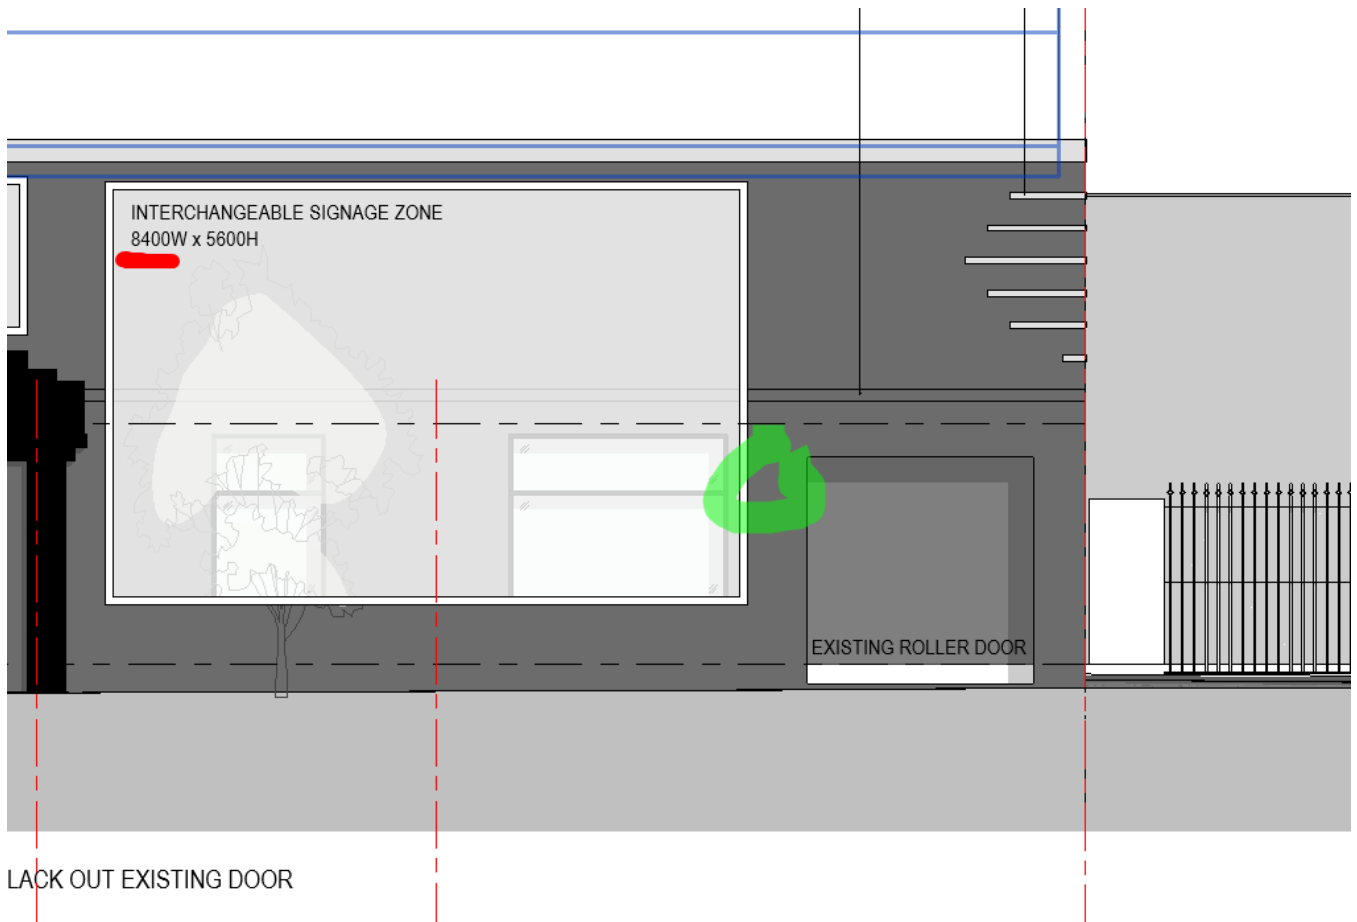 INTERCHANGEABLE SIGNAGE ZONE
8400W x 5600H
EXISTING ROLLER DOOR
LACK OUT EXISTING DOOR